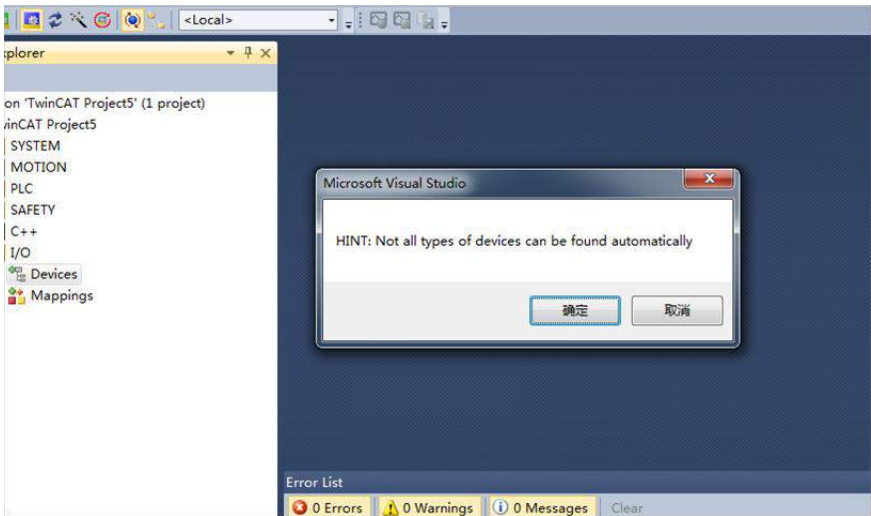 <Local>
xplorer
on 'TwinCAT Project5' (1 project)
vinCAT Project5
SYSTEM
MOTION
PLC
SAFETY
C++
I/O
Devices
Mappings
Microsoft Visual Studio
HINT: Not all types of devices can be found automatically
确定
取消
Error List
0 Errors
0 Warnings
0 Messages
Clear